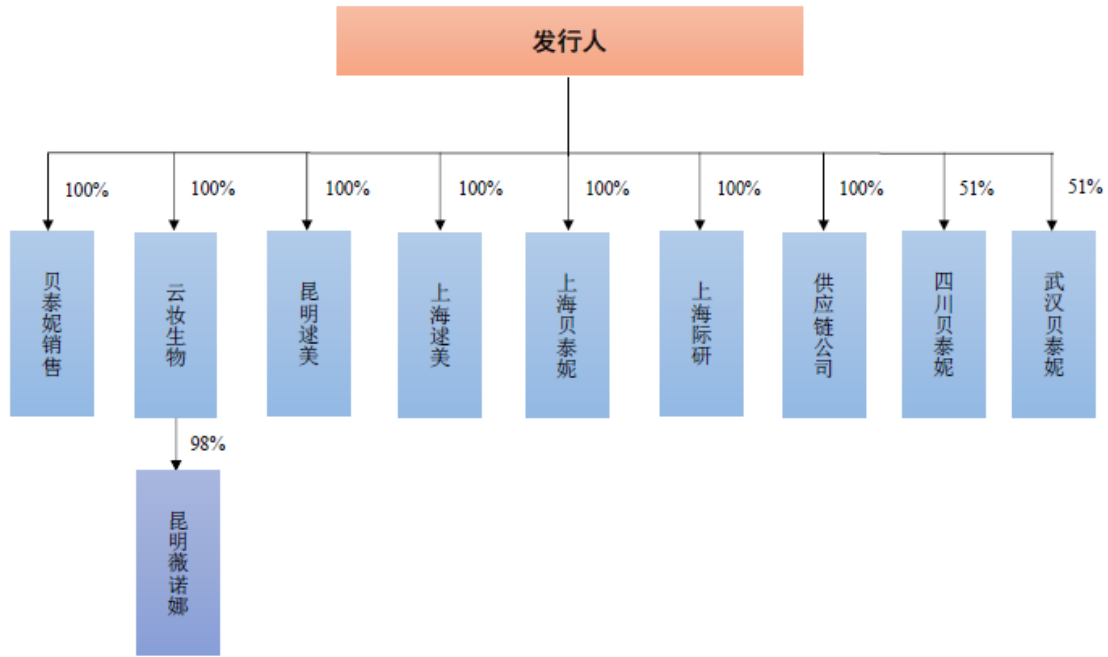 发行人
100%
100%
100%
100%
100%
100%
100%
51%
51%
贝泰妮销售
云妆生物
昆明逑美
上海逑美
上海贝泰妮
上海际研
供应链公司
四川贝泰妮
武汉贝泰妮
98%
昆明薇诺娜